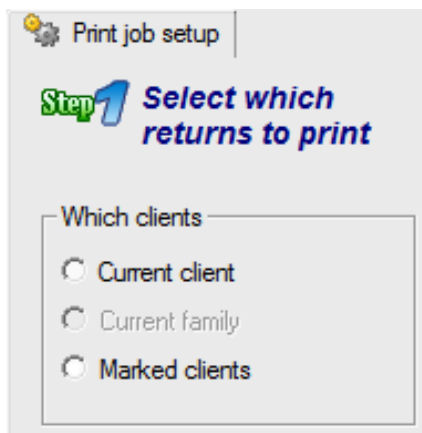 Print job setup
Step 1 Select which
returns to print
Which clients
Current client
Current family
Marked clients